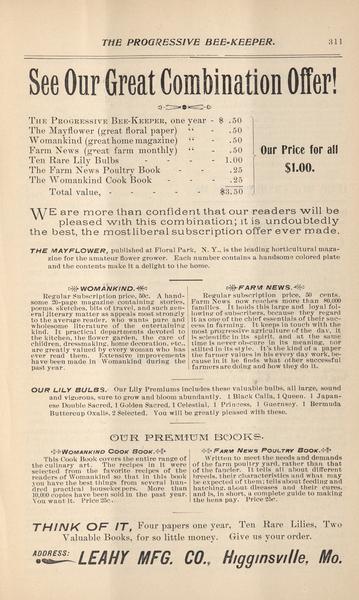 THE PROGRESSIVE BEE-KEEPER. 311
See Our Great Combination Offer!
THE PROGRESSIVE BEE-KEEPER, one year - $ .50
The Mayflower (great floral paper) " - .50
Womankind (great home magazine) " - .50
Farm News (great farm monthly) " - .50
Ten Rare Lily Bulbs - - 1.00
The Farm News Poultry Book - - .25
The Womankind Cook Book - - .25
Total value, - - - - $3.50
Our Price for all
$1.00.
WE are more than confident that our readers will be
pleased with this combination; it is undoubtedly
the best, the most liberal subscription offer ever made.
THE MAYFLOWER, published at Floral Park, N. Y., is the leading horticultural maga-
zine for the amateur flower grower. Each number contains a handsome colored plate
and the contents make it a delight to the home.
WOMANKIND.
Regular Subscription price, 50c. A hand-
some 20-page magazine containing stories,
poems, sketches, bits of travel, and such gen-
eral literary matter as appeals most strongly
to the average reader, who wants pure and
wholesome literature of the entertaining
kind. It practical departments devoted to
the kitchen, the flower garden, the care of
children, dressmaking, home decoration, etc.,
are greatly valued by every woman who has
ever read them. Extensive improvements
have been made in Womankind during the
past year.
FARM NEWS.
Regular subscription price, 50 cents.
Farm News now reaches more than 80,000
families. It holds this large and loyal fol-
lowing of subscribers, because they regard
it as one of the chief essentials of their suc-
cess in farming. It keeps in touch with the
most progressive agriculture of the day, it
is scientific in its spirit, and at the same
time is never obscure in its meaning, nor
dull in its style. It's the kind of a paper
the farmer values in his every day work, be-
cause in it he finds what other successful
farmers are doing and how they do it.
OUR LILY BULBS. Our Lily Premiums includes these valuable bulbs, all large, sound
and vigorous, sure to grow and bloom abundantly. 1 Black Calla, 1 Queen, 1 Japan-
ese Double Sacred, 1 Golden Sacred, 1 Celestial, 1 Princess, 1 Guernsey, 1 Bermuda
Buttercup Oxalis, 2 Selected. You will be greatly pleased with these.
OUR PREMIUM BOOKS.
WOMANKIND COOK BOOK.
This Cook Book covers the entire range of
the culinary art. The recipes in it were
selected from the favorite recipes of the
readers of Womankind so that in this book
you have the best things from several hun-
dred practical housekeepers. More than
10,000 copies have been sold in the past year.
You want it. Price 25c.
FARM NEWS POULTRY BOOK.
Written to meet the needs and demands
of the farm poultry yard, rather than that
of the fancier. It tells all about different
breeds, their characteristics and what may
be expected of them; tells about feeding and
hatching, about diseases and their cures,
and is, in short, a complete guide to making
the hens pay. Price 25c.
THINK OF IT, Four papers one year, Ten Rare Lilies, Two
Valuable Books, for so little money. Give us your order.
ADDRESS: LEAHY MFG. CO., Higginsville, Mo.